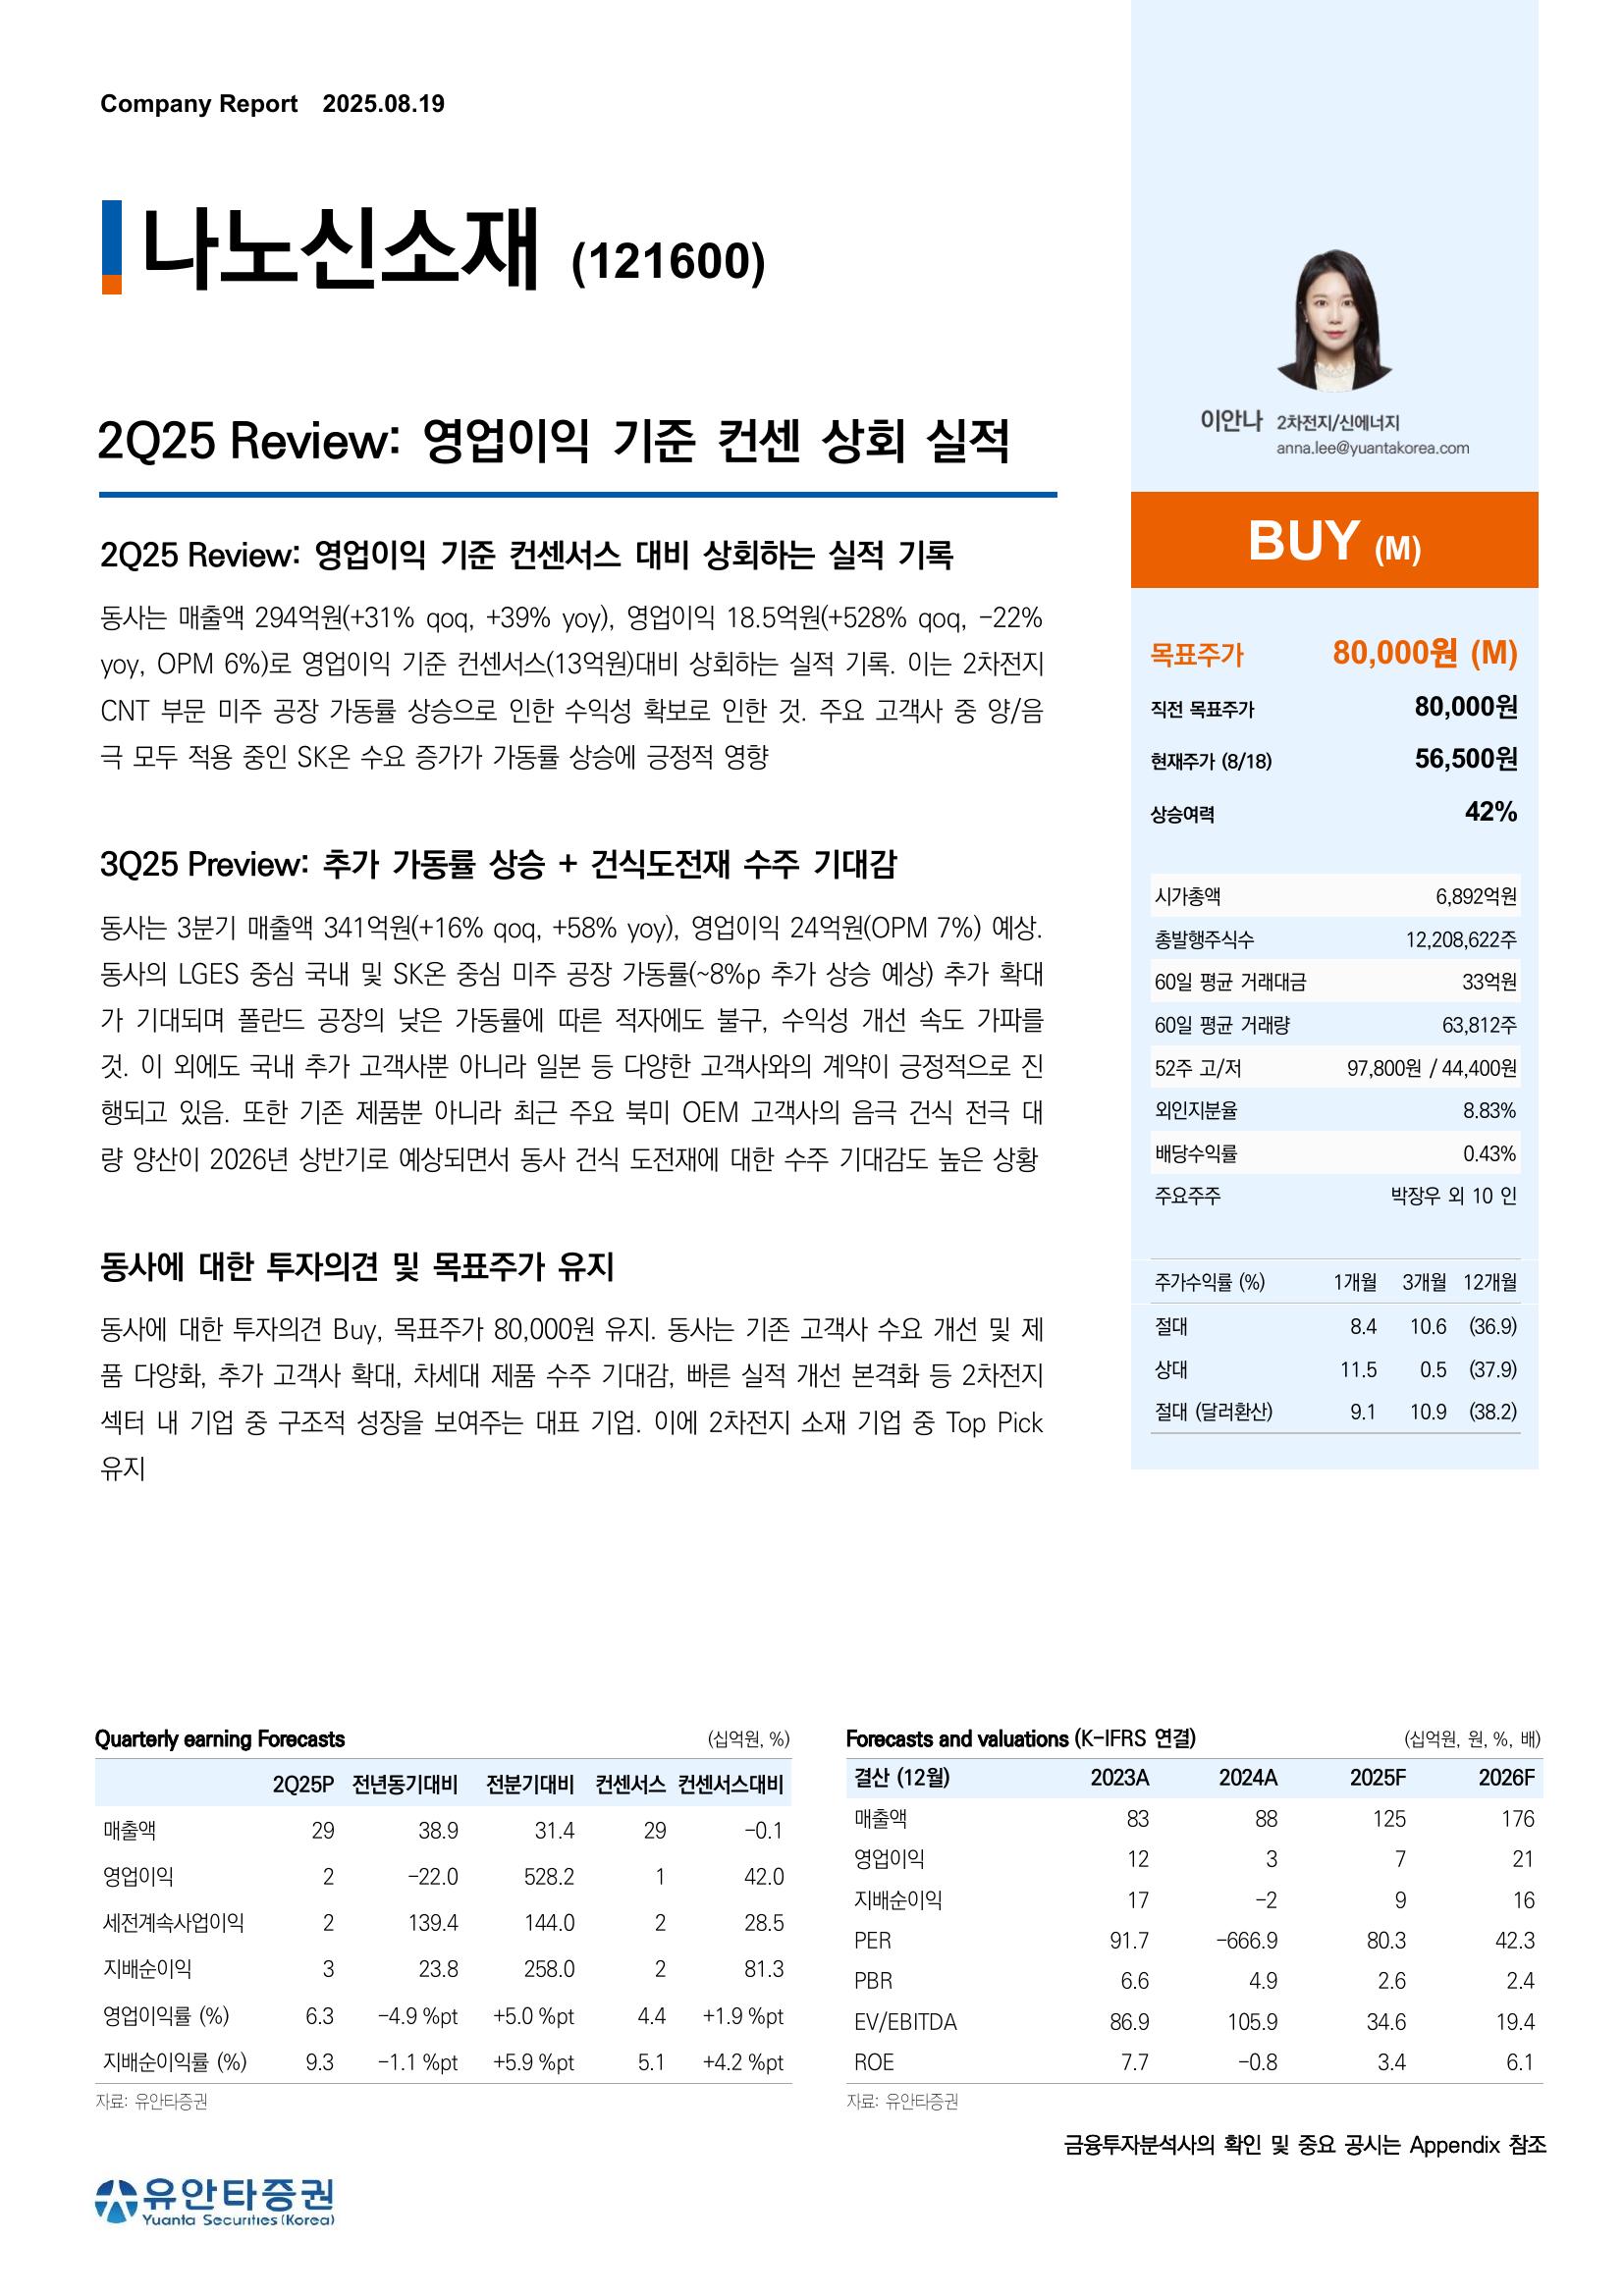 Company Report 2025.08.19
나노신소재 (121600)
2Q25 Review: 영업이익 기준 컨센 상회 실적
2Q25 Review: 영업이익 기준 컨센서스 대비 상회하는 실적 기록
동사는 매출액 294억원(+31% qoq, +39% yoy), 영업이익 18.5억원(+528% qoq, -22%
yoy, OPM 6%)로 영업이익 기준 컨센서스(13억원)대비 상회하는 실적 기록. 이는 2차전지
CNT 부문 미주 공장 가동률 상승으로 인한 수익성 확보로 인한 것. 주요 고객사 중 양/음
극 모두 적용 중인 SK온 수요 증가가 가동률 상승에 긍정적 영향
3Q25 Preview: 추가 가동률 상승 + 건식도전재 수주 기대감
동사는 3분기 매출액 341억원(+16% qoq, +58% yoy), 영업이익 24억원(OPM 7%) 예상.
동사의 LGES 중심 국내 및 SK온 중심 미주 공장 가동률(~8%p 추가 상승 예상) 추가 확대
가 기대되며 폴란드 공장의 낮은 가동률에 따른 적자에도 불구, 수익성 개선 속도 가파를
것. 이 외에도 국내 추가 고객사뿐 아니라 일본 등 다양한 고객사와의 계약이 긍정적으로 진
행되고 있음. 또한 기존 제품뿐 아니라 최근 주요 북미 OEM 고객사의 음극 건식 전극 대
량 양산이 2026년 상반기로 예상되면서 동사 건식 도전재에 대한 수주 기대감도 높은 상황
동사에 대한 투자의견 및 목표주가 유지
동사에 대한 투자의견 Buy, 목표주가 80,000원 유지. 동사는 기존 고객사 수요 개선 및 제
품 다양화, 추가 고객사 확대, 차세대 제품 수주 기대감, 빠른 실적 개선 본격화 등 2차전지
섹터 내 기업 중 구조적 성장을 보여주는 대표 기업. 이에 2차전지 소재 기업 중 Top Pick
유지
이안나 2차전지/신에너지
anna.lee@yuantakorea.com
BUY (M)
목표주가 80,000원 (M)
직전 목표주가 80,000원
현재주가 (8/18) 56,500원
상승여력 42%
시가총액 6,892억원
총발행주식수 12,208,622주
60일 평균 거래대금 33억원
60일 평균 거래량 63,812주
52주 고/저 97,800원 / 44,400원
외인지분율 8.83%
배당수익률 0.43%
주요주주 박장우 외 10 인
주가수익률 (%) 1개월 3개월 12개월
절대 8.4 10.6 (36.9)
상대 11.5 0.5 (37.9)
절대 (달러환산) 9.1 10.9 (38.2)
Quarterly earning Forecasts (십억원, %)
2Q25P 전년동기대비 전분기대비 컨센서스 컨센서스대비
매출액 29 38.9 31.4 29 -0.1
영업이익 2 -22.0 528.2 1 42.0
세전계속사업이익 2 139.4 144.0 2 28.5
지배순이익 3 23.8 258.0 2 81.3
영업이익률 (%) 6.3 -4.9 %pt +5.0 %pt 4.4 +1.9 %pt
지배순이익률 (%) 9.3 -1.1 %pt +5.9 %pt 5.1 +4.2 %pt
자료: 유안타증권
Forecasts and valuations (K-IFRS 연결) (십억원, 원, %, 배)
결산 (12월) 2023A 2024A 2025F 2026F
매출액 83 88 125 176
영업이익 12 3 7 21
지배순이익 17 -2 9 16
PER 91.7 -666.9 80.3 42.3
PBR 6.6 4.9 2.6 2.4
EV/EBITDA 86.9 105.9 34.6 19.4
ROE 7.7 -0.8 3.4 6.1
자료: 유안타증권
금융투자분석사의 확인 및 중요 공시는 Appendix 참조
유안타증권
Yuanta Securities (Korea)